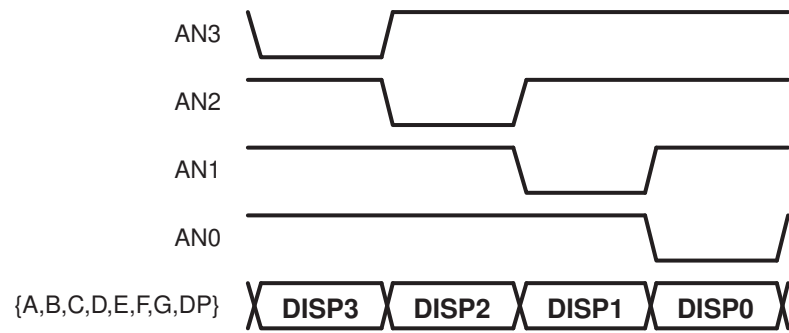 AN3
AN2
AN1
AN0
{A,B,C,D,E,F,G,DP} DISP3 DISP2 DISP1 DISP0